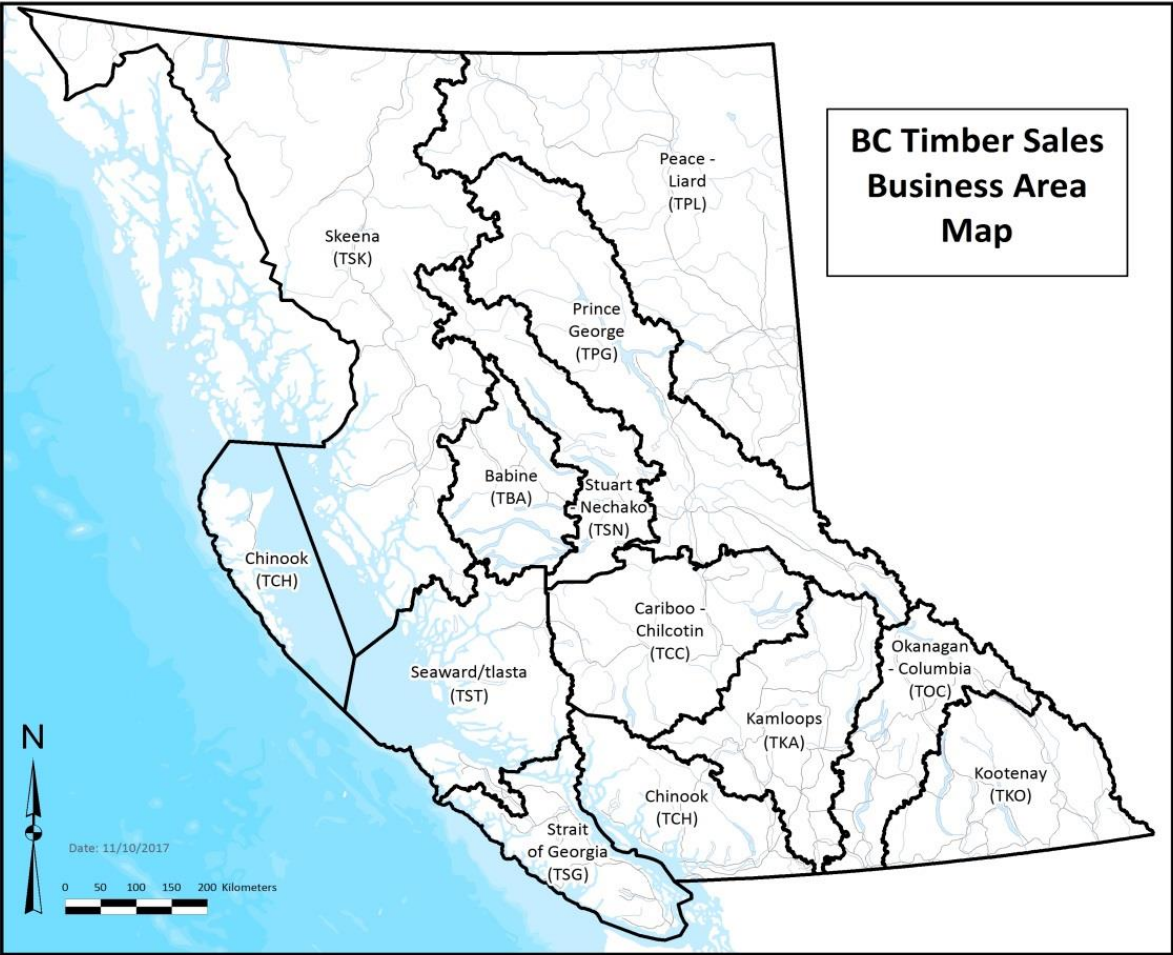 BC Timber Sales
Business Area
Map
Peace -
Liard
(TPL)
Skeena
(TSK)
Prince
George
(TPG)
Babine
(TBA)
Stuart
- Nechako
(TSN)
Chinook
(TCH)
Cariboo -
Chilcotin
(TCC)
Okanagan
- Columbia
(TOC)
Seaward/tlasta
(TST)
Kamloops
(TKA)
Kootenay
(TKO)
Chinook
(TCH)
Strait
of Georgia
(TSG)
N
Date: 11/10/2017
0 50 100 150 200 Kilometers